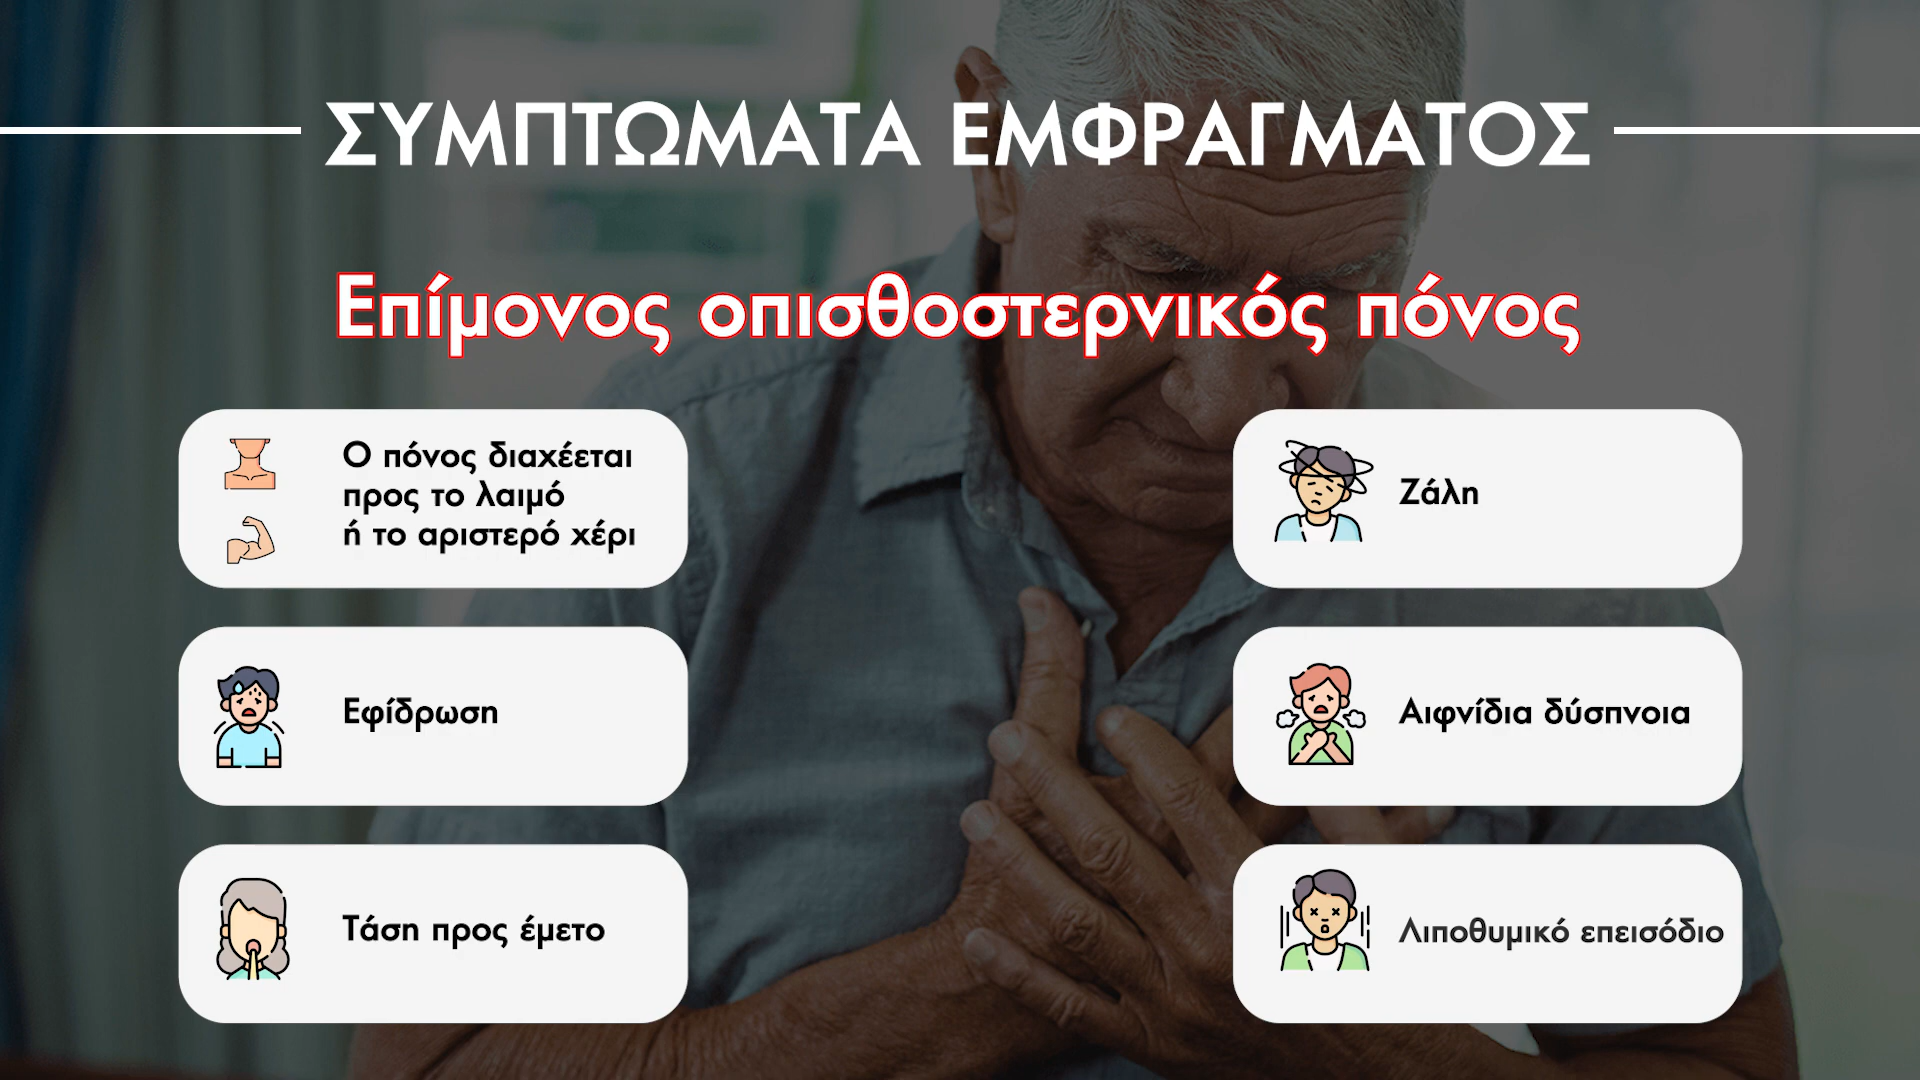 ΣΥΜΠΤΩΜΑΤΑ ΕΜΦΡΑΓΜΑΤΟΣ
Επίμονος οπισθοστερνικός πόνος
Ο πόνος διαχέεται
προς το λαιμό
ή το αριστερό χέρι
Ζάλη
Εφίδρωση
Αιφνίδια δύσπνοια
Τάση προς έμετο
Λιποθυμικό επεισόδιο